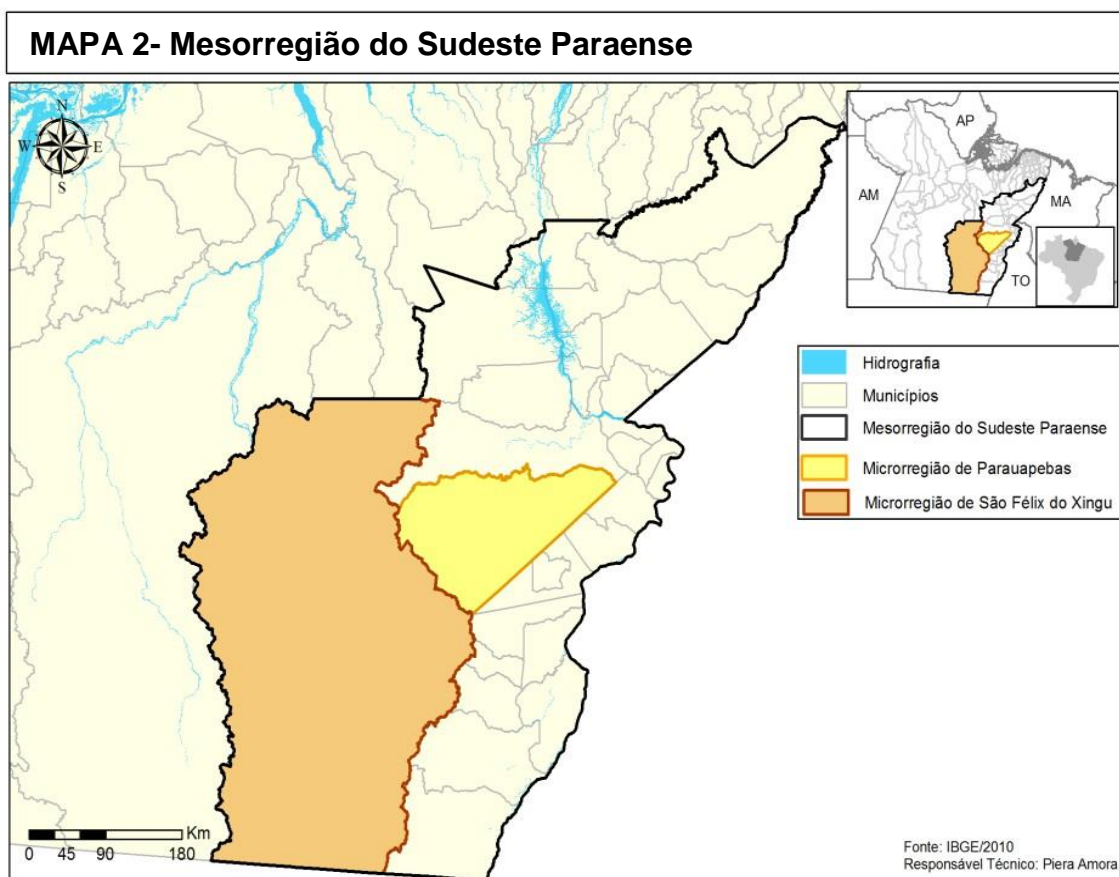 MAPA 2- Mesorregião do Sudeste Paraense
N
W E
S
AP
AM
MA
TO
Hidrografia
Municípios
Mesorregião do Sudeste Paraense
Microrregião de Parauapebas
Microrregião de São Félix do Xingu
Km
0 45 90 180
Fonte: IBGE/2010
Responsável Técnico: Piera Amora